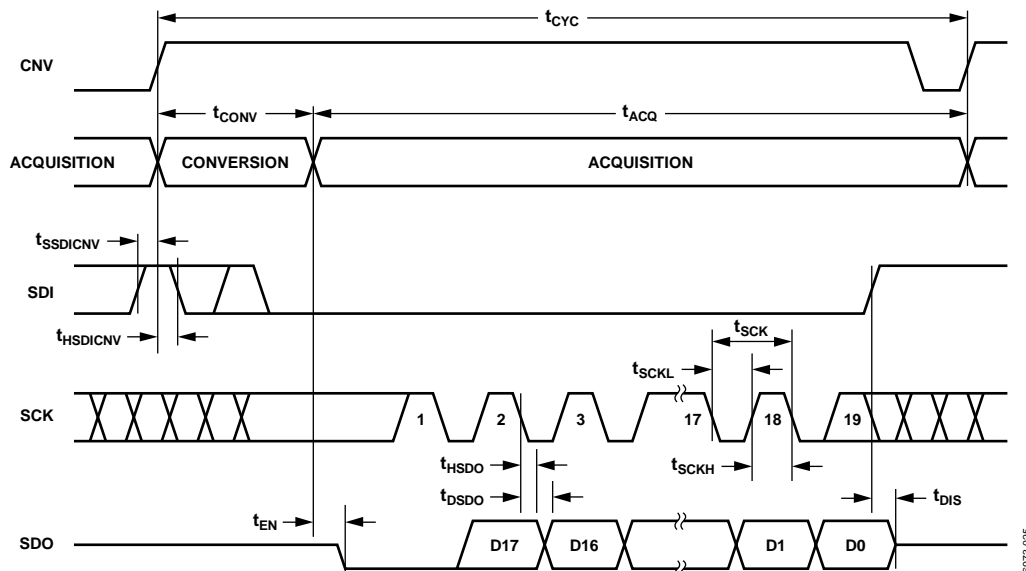 tCYC
CNV
tCONV
tACQ
ACQUISITION
CONVERSION
ACQUISITION
tSSDICNV
SDI
tHSDICNV
tSCK
tSCKL
SCK
1
2
3
17
18
19
tHSDO
tSCKH
tDSDO
tDIS
tEN
SDO
D17
D16
D1
D0